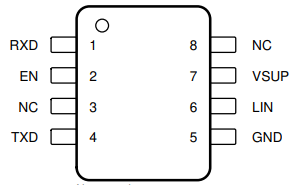 RXD 1 8 NC
EN 2 7 VSUP
NC 3 6 LIN
TXD 4 5 GND